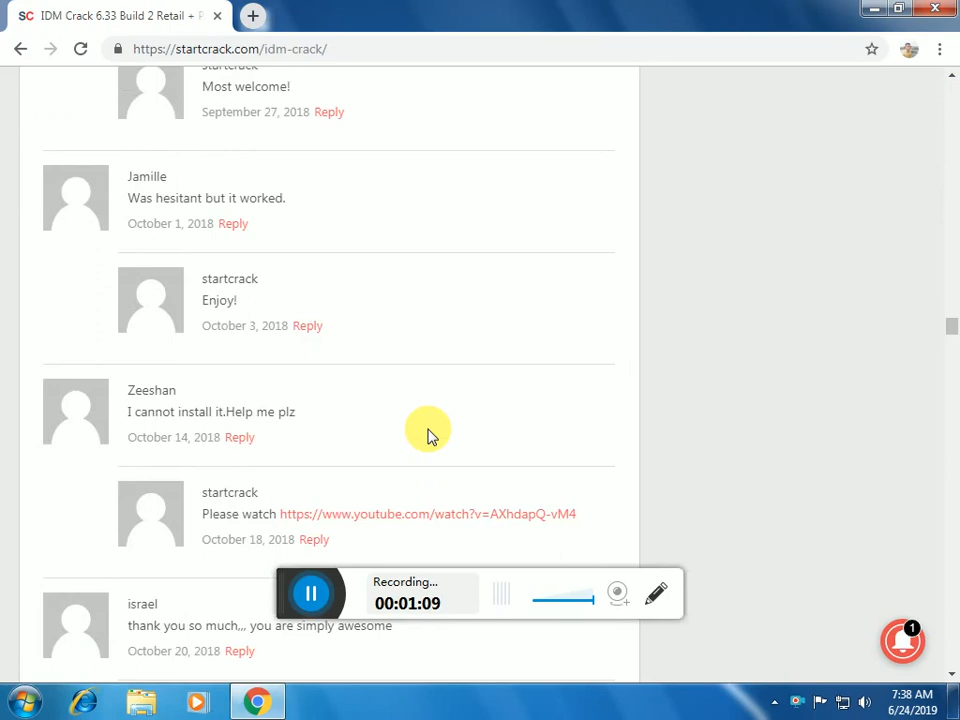 SC IDM Crack 6.33 Build 2 Retail +
https://startcrack.com/idm-crack/
startcrack
Most welcome!
September 27, 2018 Reply
Jamille
Was hesitant but it worked.
October 1, 2018 Reply
startcrack
Enjoy!
October 3, 2018 Reply
Zeeshan
I cannot install it.Help me plz
October 14, 2018 Reply
startcrack
Please watch https://www.youtube.com/watch?v=AXhdapQ-vM4
October 18, 2018 Reply
Recording...
00:01:09
israel
thank you so much,,, you are simply awesome
October 20, 2018 Reply
1
7:38 AM
6/24/2019